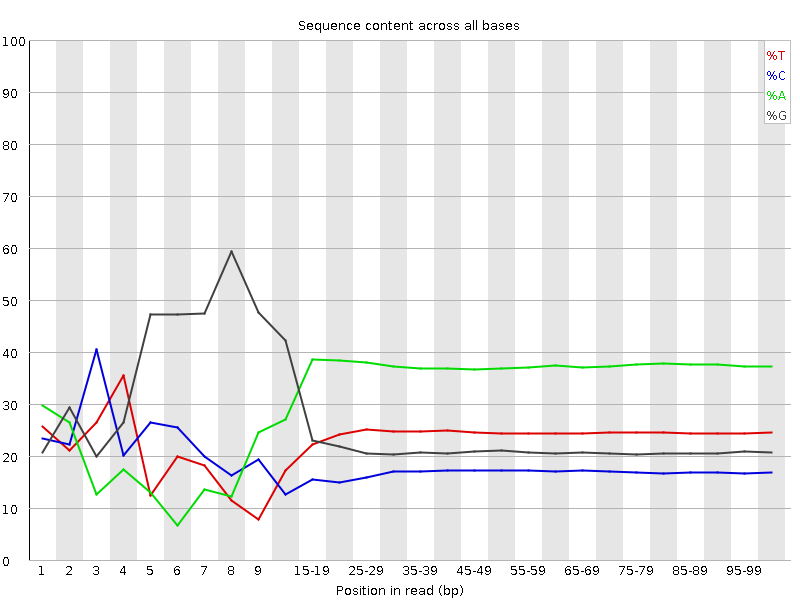 Sequence content across all bases
100
90
80
70
60
50
40
30
20
10
0
%T
%C
%A
%G
1 2 3 4 5 6 7 8 9 15-19 25-29 35-39 45-49 55-59 65-69 75-79 85-89 95-99
Position in read (bp)